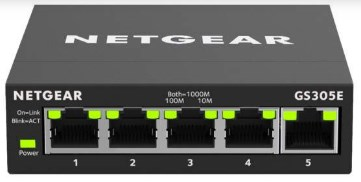 NETGEAR
NETGEAR
Both=1000M
100M 10M
GS305E
On=Link
Blink=ACT
Power
1 2 3 4 5